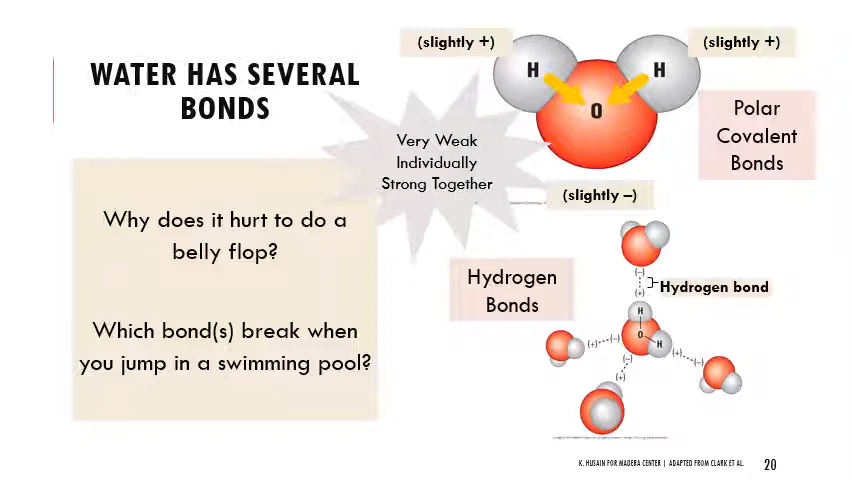 WATER HAS SEVERAL
BONDS
Why does it hurt to do a
belly flop?
Which bond(s) break when
you jump in a swimming pool?
Very Weak
Individually
Strong Together
(slightly +)
(slightly +)
H
H
O
Polar
Covalent
Bonds
(slightly –)
Hydrogen
Bonds
(–)
(+)
Hydrogen bond
H
O
H
(+)
(–)
(–)
(+)
(+)
(–)
K. HUSAIN FOR MADERA CENTER | ADAPTED FROM CLARK ET AL.
20